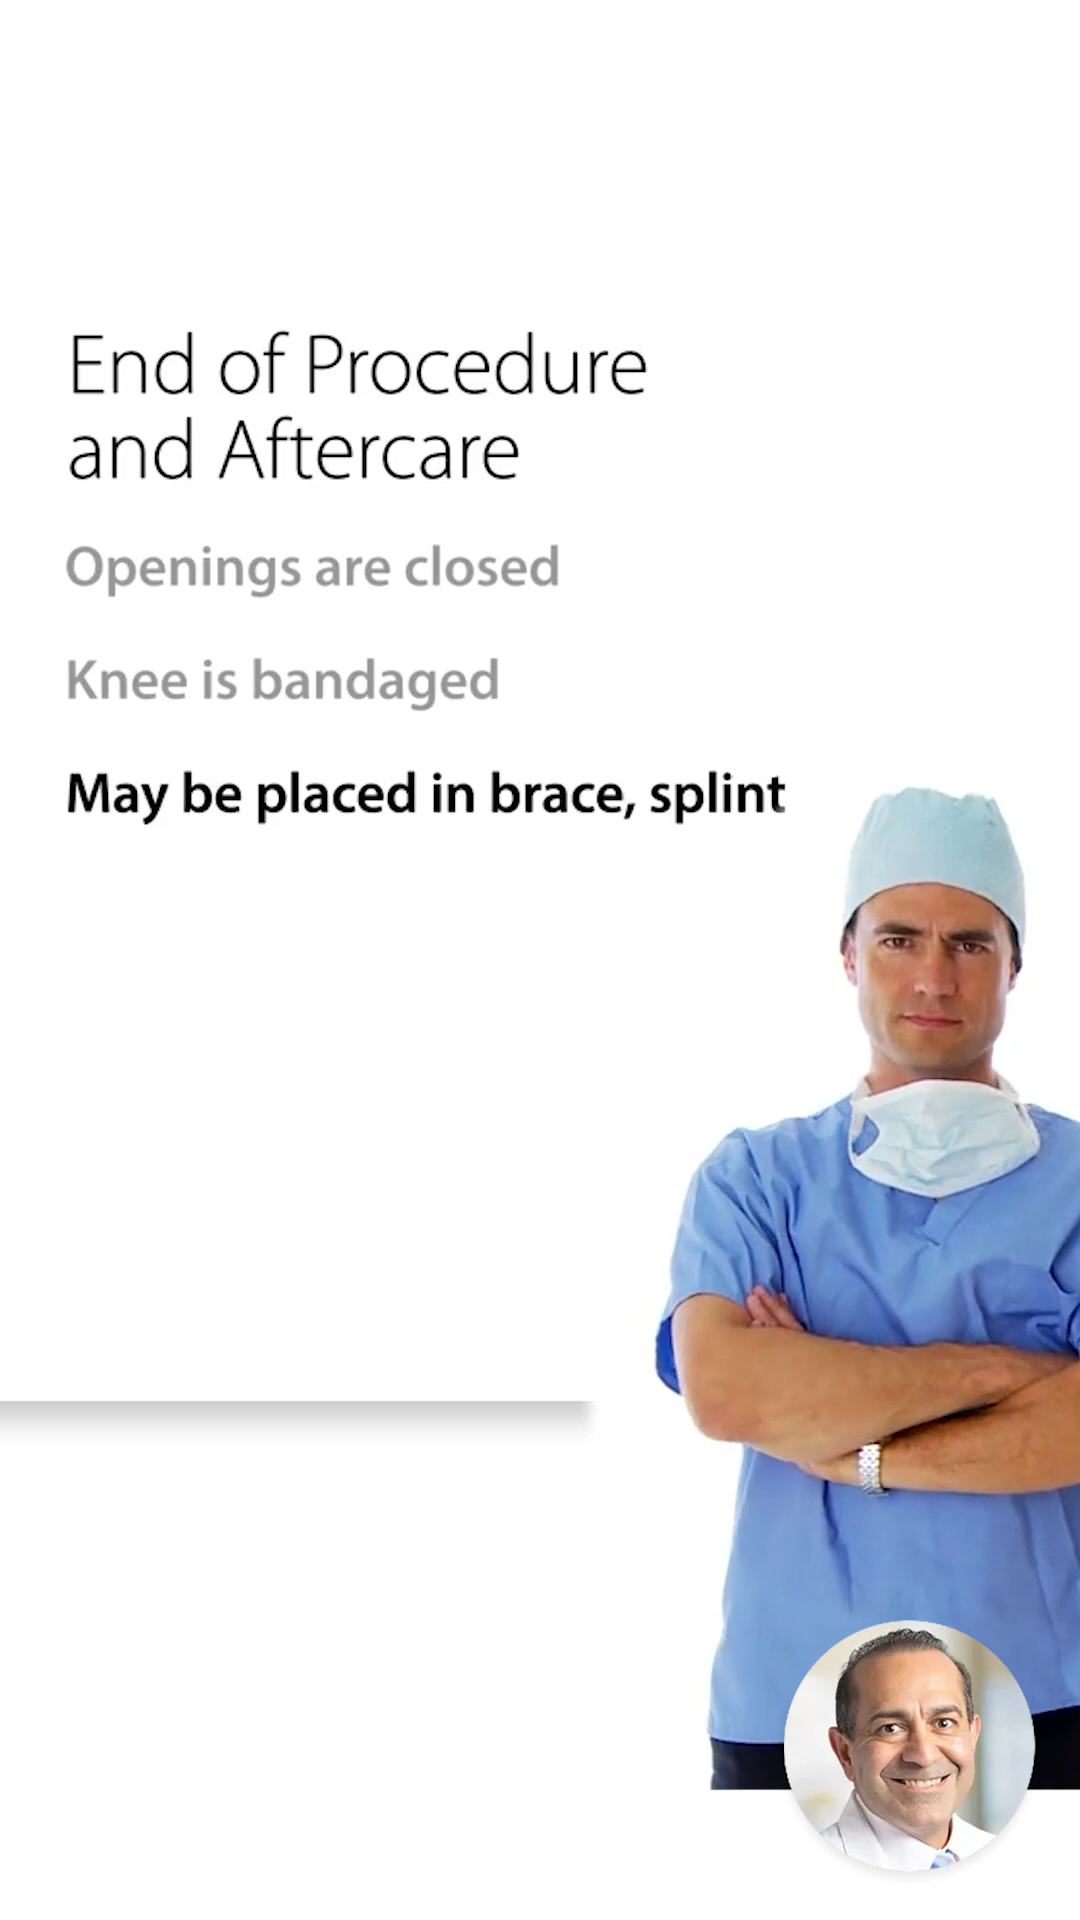 End of Procedure
and Aftercare
Openings are closed
Knee is bandaged
May be placed in brace, splint